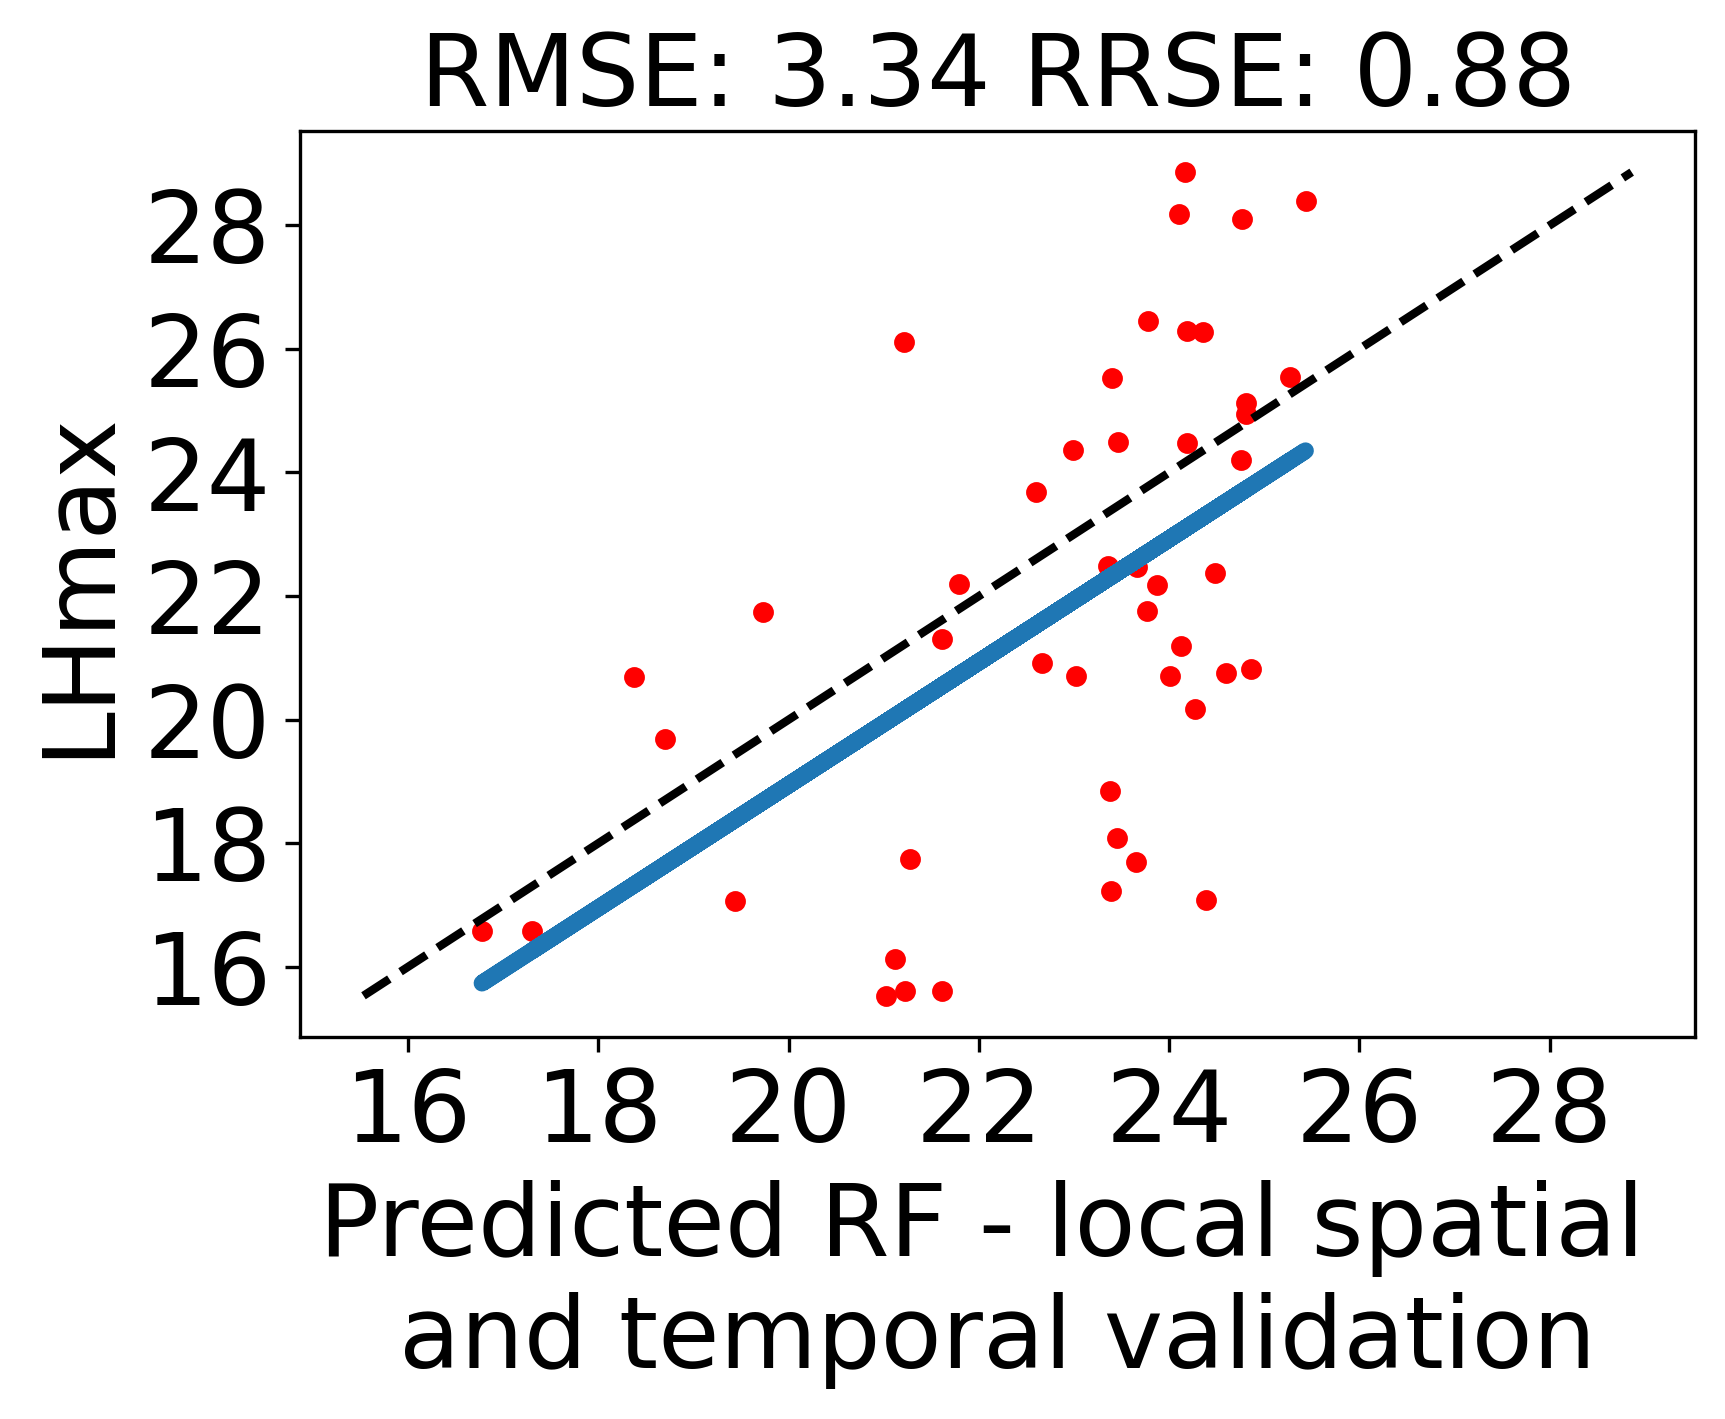 RMSE: 3.34 RRSE: 0.88
LHmax
28
26
24
22
20
18
16
16 18 20 22 24 26 28
Predicted RF - local spatial
and temporal validation